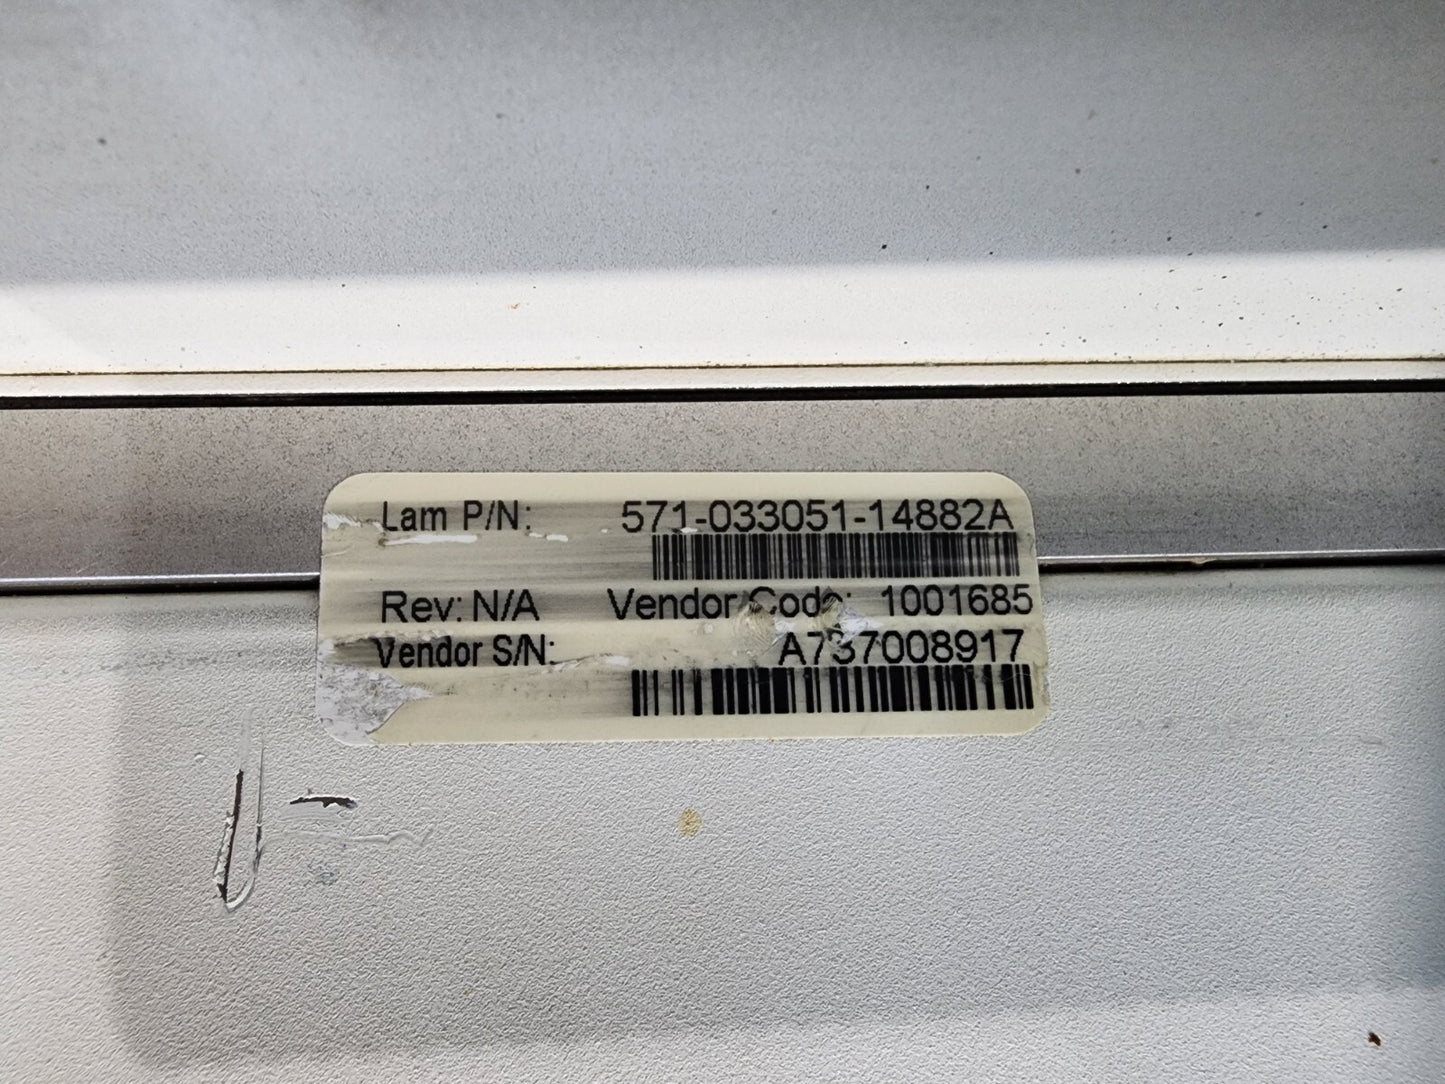 Lam P/N: 571-033051-14882A
Rev: N/A Vendor Code: 1001685
Vendor S/N: A737008917